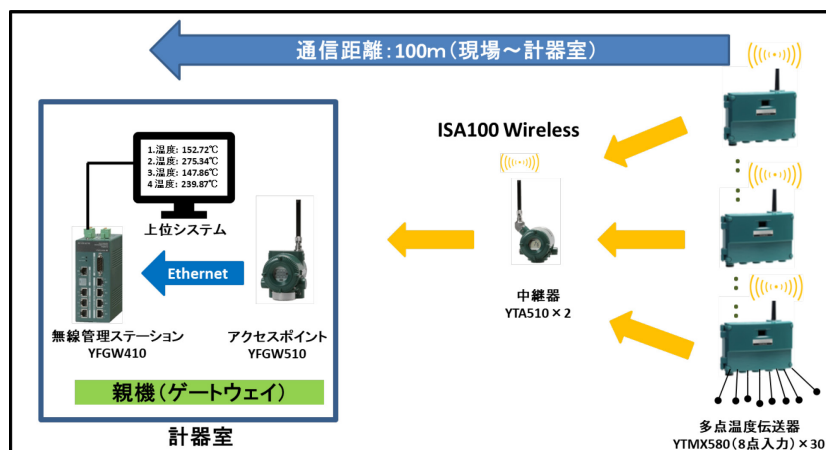 通信距離:100m(現場～計器室)
ISA100 Wireless
1.温度: 152.72℃
2.温度: 275.34℃
3.温度: 147.86℃
4 温度: 239.87℃
上位システム
Ethernet
無線管理ステーション
YFGW410
アクセスポイント
YFGW510
親機(ゲートウェイ)
計器室
中継器
YTA510×2
多点温度伝送器
YTMX580(8点入力)×30